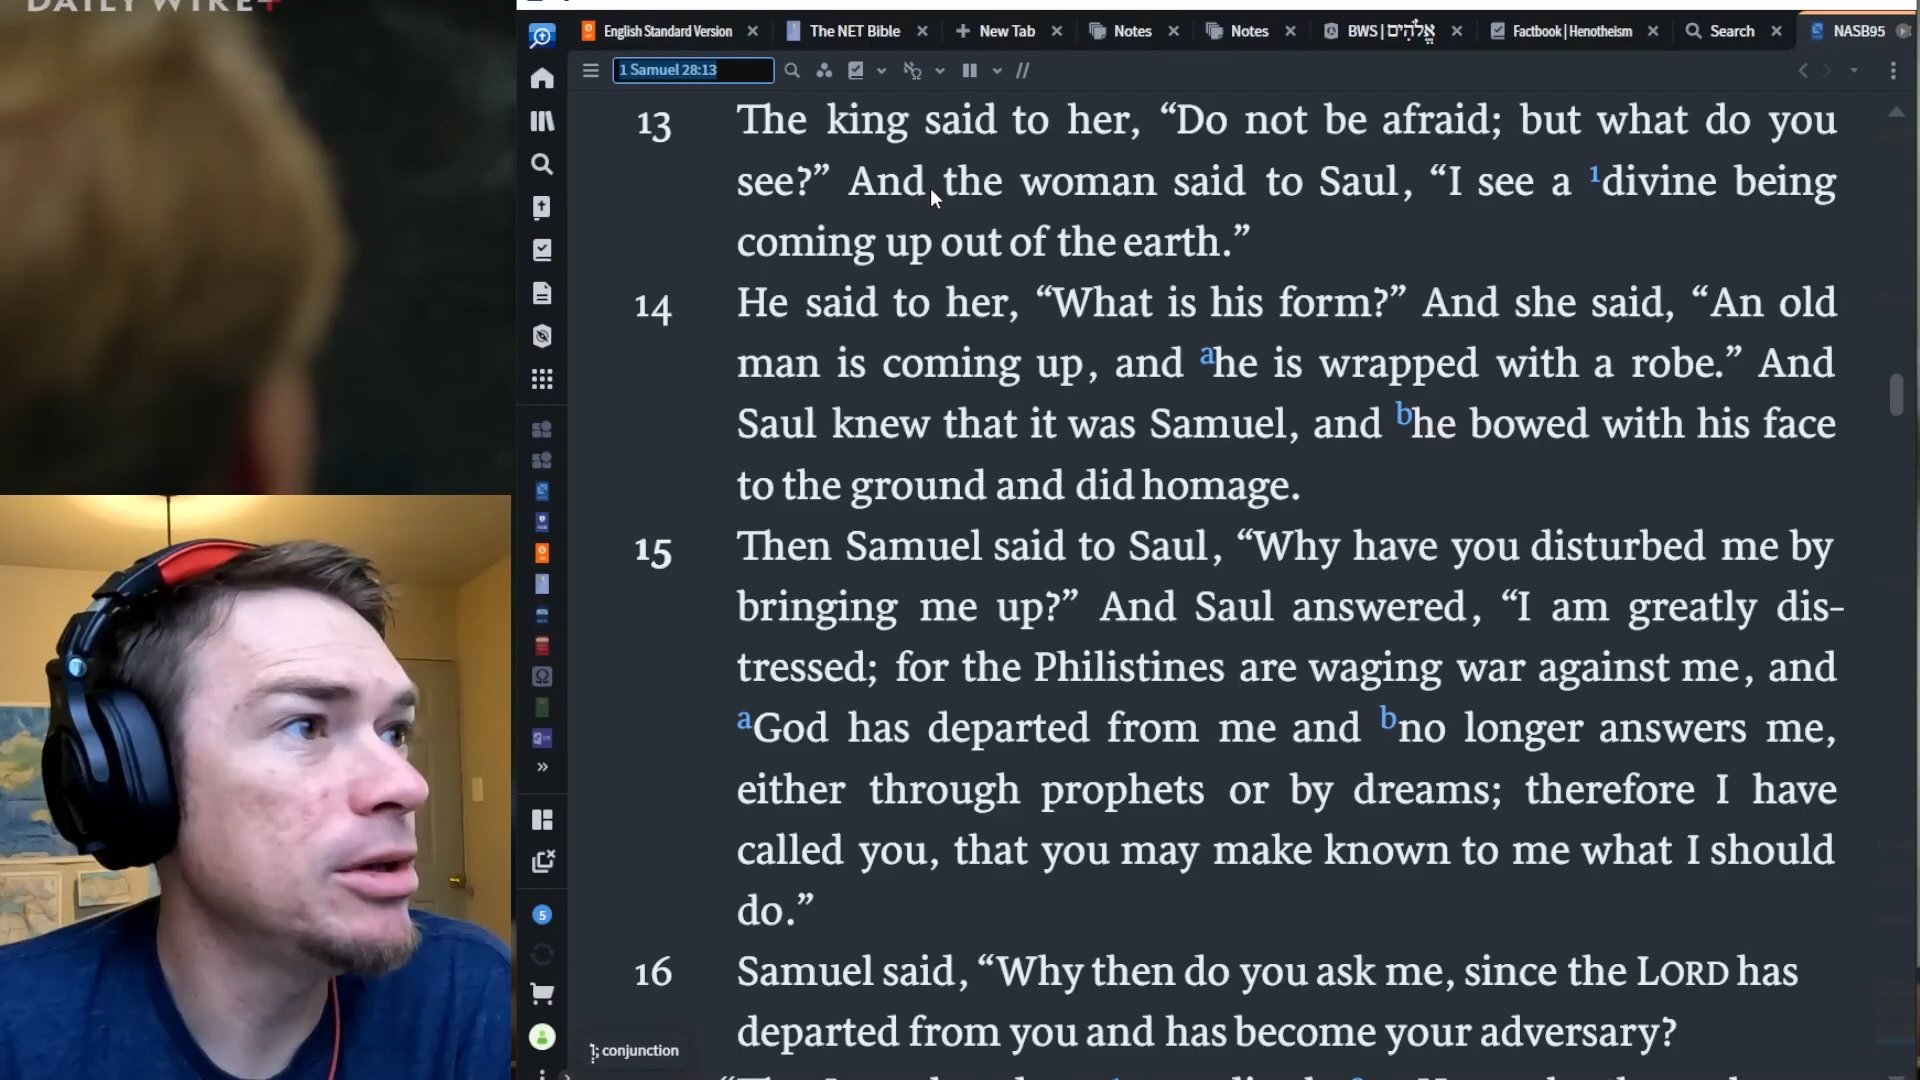 DAILY WIRE+
English Standard Version
The NET Bible
New Tab
Notes
Notes
BWS | אֱלֹהִים
Factbook | Henotheism
Search
NASB95
1 Samuel 28:13
13 The king said to her, “Do not be afraid; but what do you
see?” And the woman said to Saul, “I see a 1divine being
coming up out of the earth.”
14 He said to her, “What is his form?” And she said, “An old
man is coming up, and ahe is wrapped with a robe.” And
Saul knew that it was Samuel, and bhe bowed with his face
to the ground and did homage.
15 Then Samuel said to Saul, “Why have you disturbed me by
bringing me up?” And Saul answered, “I am greatly dis-
tressed; for the Philistines are waging war against me, and
aGod has departed from me and bno longer answers me,
either through prophets or by dreams; therefore I have
called you, that you may make known to me what I should
do.”
16 Samuel said, “Why then do you ask me, since the LORD has
departed from you and has become your adversary?
5
conjunction